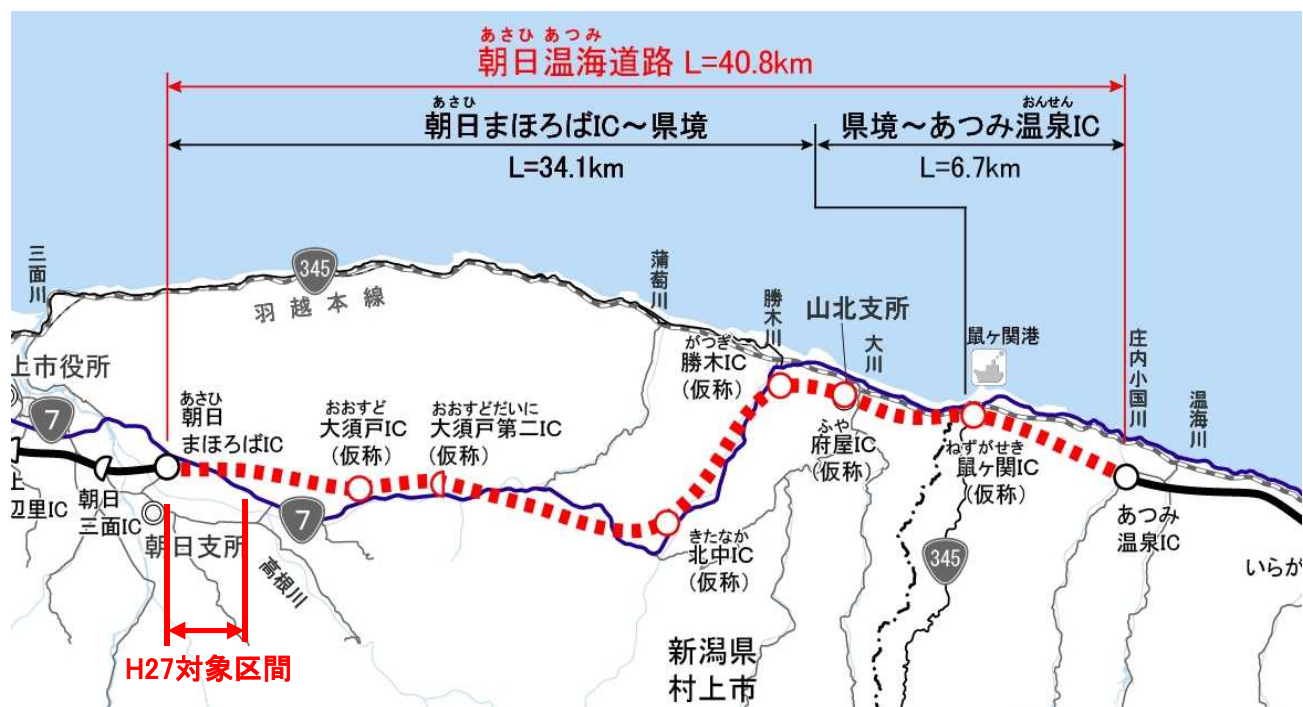 あさひ あつみ
朝日温海道路 L=40.8km
あさひ
朝日まほろばIC～県境
L=34.1km
おんせん
県境～あつみ温泉IC
L=6.7km
三面川
345
羽越本線
蒲萄川
勝木川
山北支所
大川
鼠ヶ関港
庄内小国川
温海川
上市役所
7
あさひ
朝日
まほろばIC
おおすど
大須戸IC
(仮称)
おおすどだいに
大須戸第二IC
(仮称)
がつぎ
勝木IC
(仮称)
ふや
府屋IC
(仮称)
ねずがせき
鼠ヶ関IC
(仮称)
上
辺里IC
朝日
三面IC
朝日支所
7
高根川
きたなか
北中IC
(仮称)
345
あつみ
温泉IC
いらが
H27対象区間
新潟県
村上市